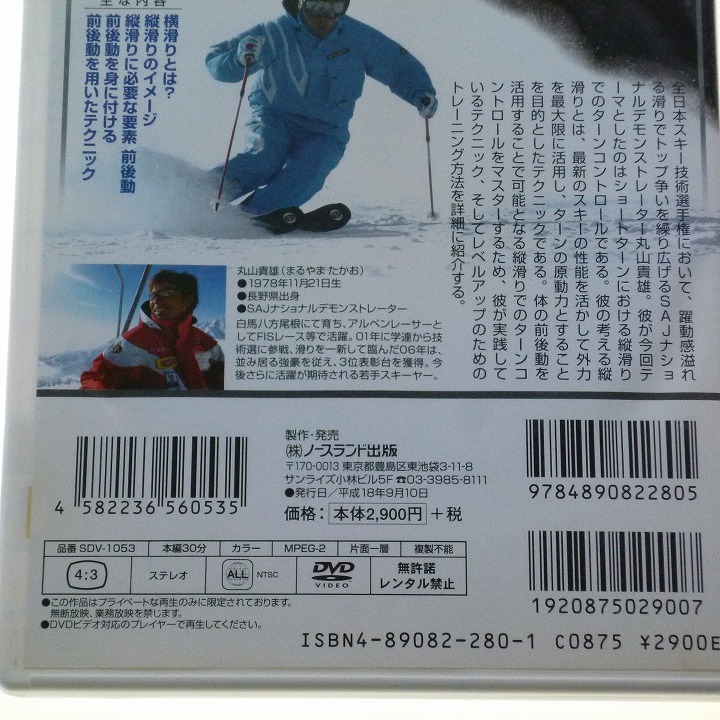 主な内容
横滑りとは?
縦滑りのイメージ
縦滑りに必要な要素 前後動
前後動を身に付ける
前後動を用いたテクニック
全日本スキー技術選手権において、躍動感溢れ
る滑りでトップ争いを繰り広げるSAJナショ
ナルデモンストレーター丸山貴雄。彼が今回テ
ーマとしたのはショートターンにおける縦滑り
でのターンコントロールである。彼の考える縦
滑りとは、最新のスキーの性能を活かして外力
を最大限に活用し、ターンの原動力とすること
を目的としたテクニックである。体の前後動を
活用することで可能となる縦滑りでのターンコ
ントロールをマスターするため、彼が実践して
いるテクニック、そしてレベルアップのための
トレーニング方法を詳細に紹介する。
丸山貴雄(まるやま たかお)
●1978年11月21日生
●長野県出身
●SAJナショナルデモンストレーター
白馬八方尾根にて育ち、アルペンレーサーと
してFISレース等で活躍。01年に学連から技
術選に参戦、滑りを一新して臨んだ06年は、
並み居る強豪を従え、3位表彰台を獲得。今
後さらに活躍が期待される若手スキーヤー。
4 582236 560535
製作・発売
(株)ノースランド出版
〒170-0013 東京都豊島区東池袋3-11-8
サンライズ小林ビル5F ☎03-3985-8111
●発行日/平成18年9月10日
価格:本体2,900円+税
9784890822805
品番 SDV-1053 本編30分 カラー MPEG-2 片面一層 複製不能
4:3 ステレオ ALL NTSC DVD VIDEO 無許諾レンタル禁止
●この作品はプライベートな再生のみに限定されております。
無断放映、業務放映を禁じます。
●DVDビデオ対応のプレイヤーで再生してください。
1920875029007
ISBN4-89082-280-1 C0875 ¥2900E